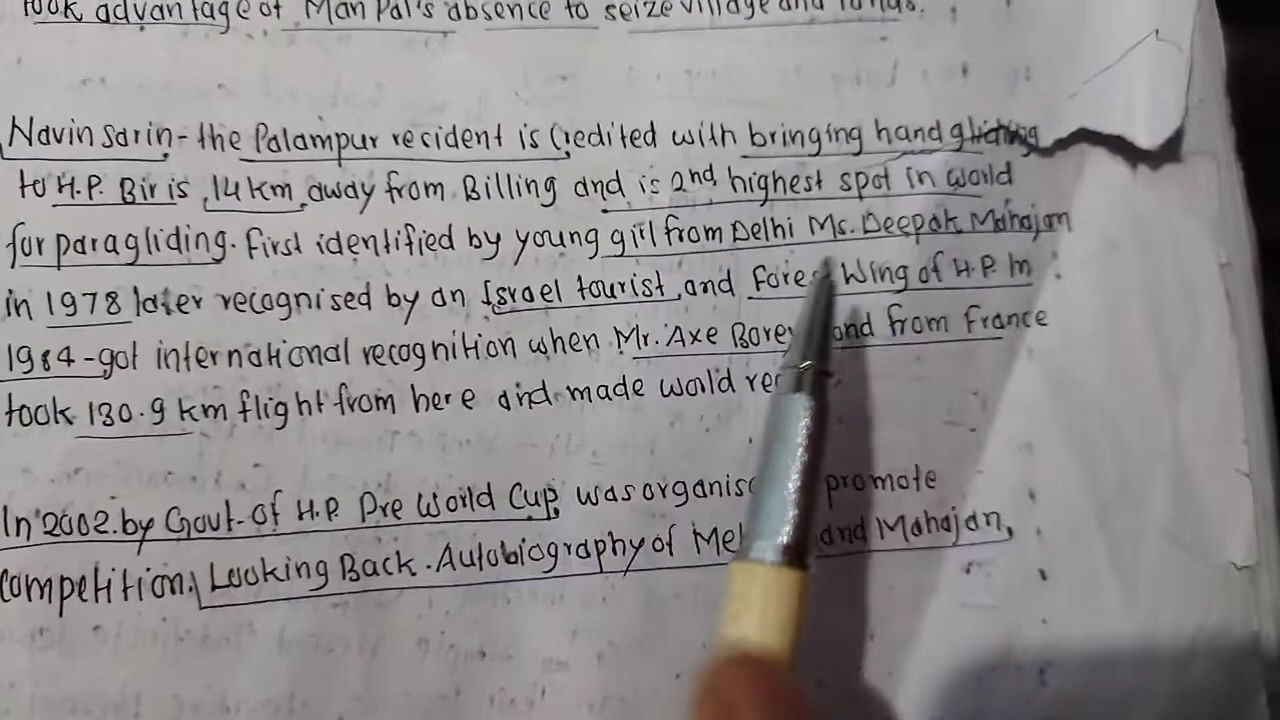 took advantage of Man Pal's absence to seize village and lands.
Navin Sarin - the Palampur recident is Credited with bringing hand gliding
to H.P. Bir is 14 Km away from Billing and is 2nd highest spot in world
for paragliding. First identified by young girl from Delhi Ms. Deepak Mahajan
in 1978 later recognised by an Israel tourist and Wing of H.P. In
1984 - got international recognition when Mr. Axe from France
took 130.9 Km flight from here and made world
In 2002 by Govt. of H.P. Pre World Cup was promote
competition. Looking Back. Autobiography of and Mahajan,